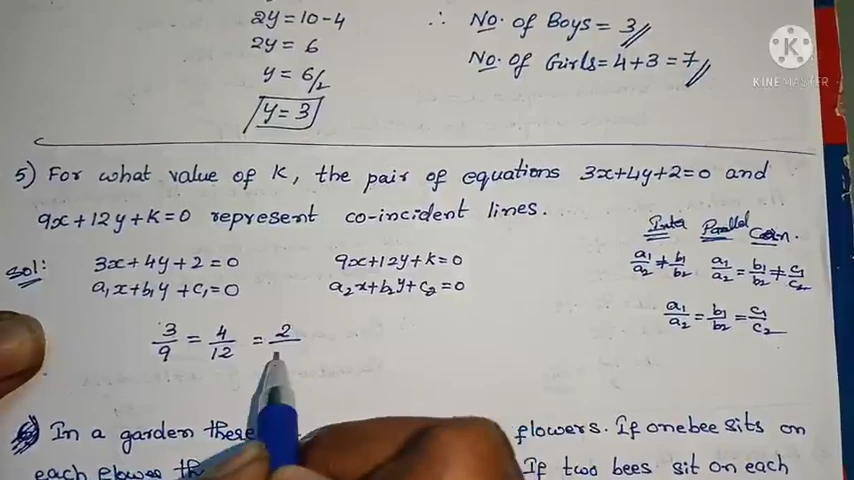 2y = 10 - 4
2y = 6
y = 6/2
y = 3
∴ No. of Boys = 3
No. of Girls = 4+3 = 7
KINEMASTER
5) For what value of K, the pair of equations 3x+4y+2=0 and
9x+12y+K=0 represent co-incident lines.
Sol: 3x+4y+2=0 9x+12y+k=0
a₁x+b₁y+c₁=0 a₂x+b₂y+c₂=0
3/9 = 4/12 = 2/
Inter Parallel Coin.
a₁/a₂ ≠ b₁/b₂ a₁/a₂ = b₁/b₂ ≠ c₁/c₂
a₁/a₂ = b₁/b₂ = c₁/c₂
In a garden there flowers. If one bee sits on
each If two bees sit on each